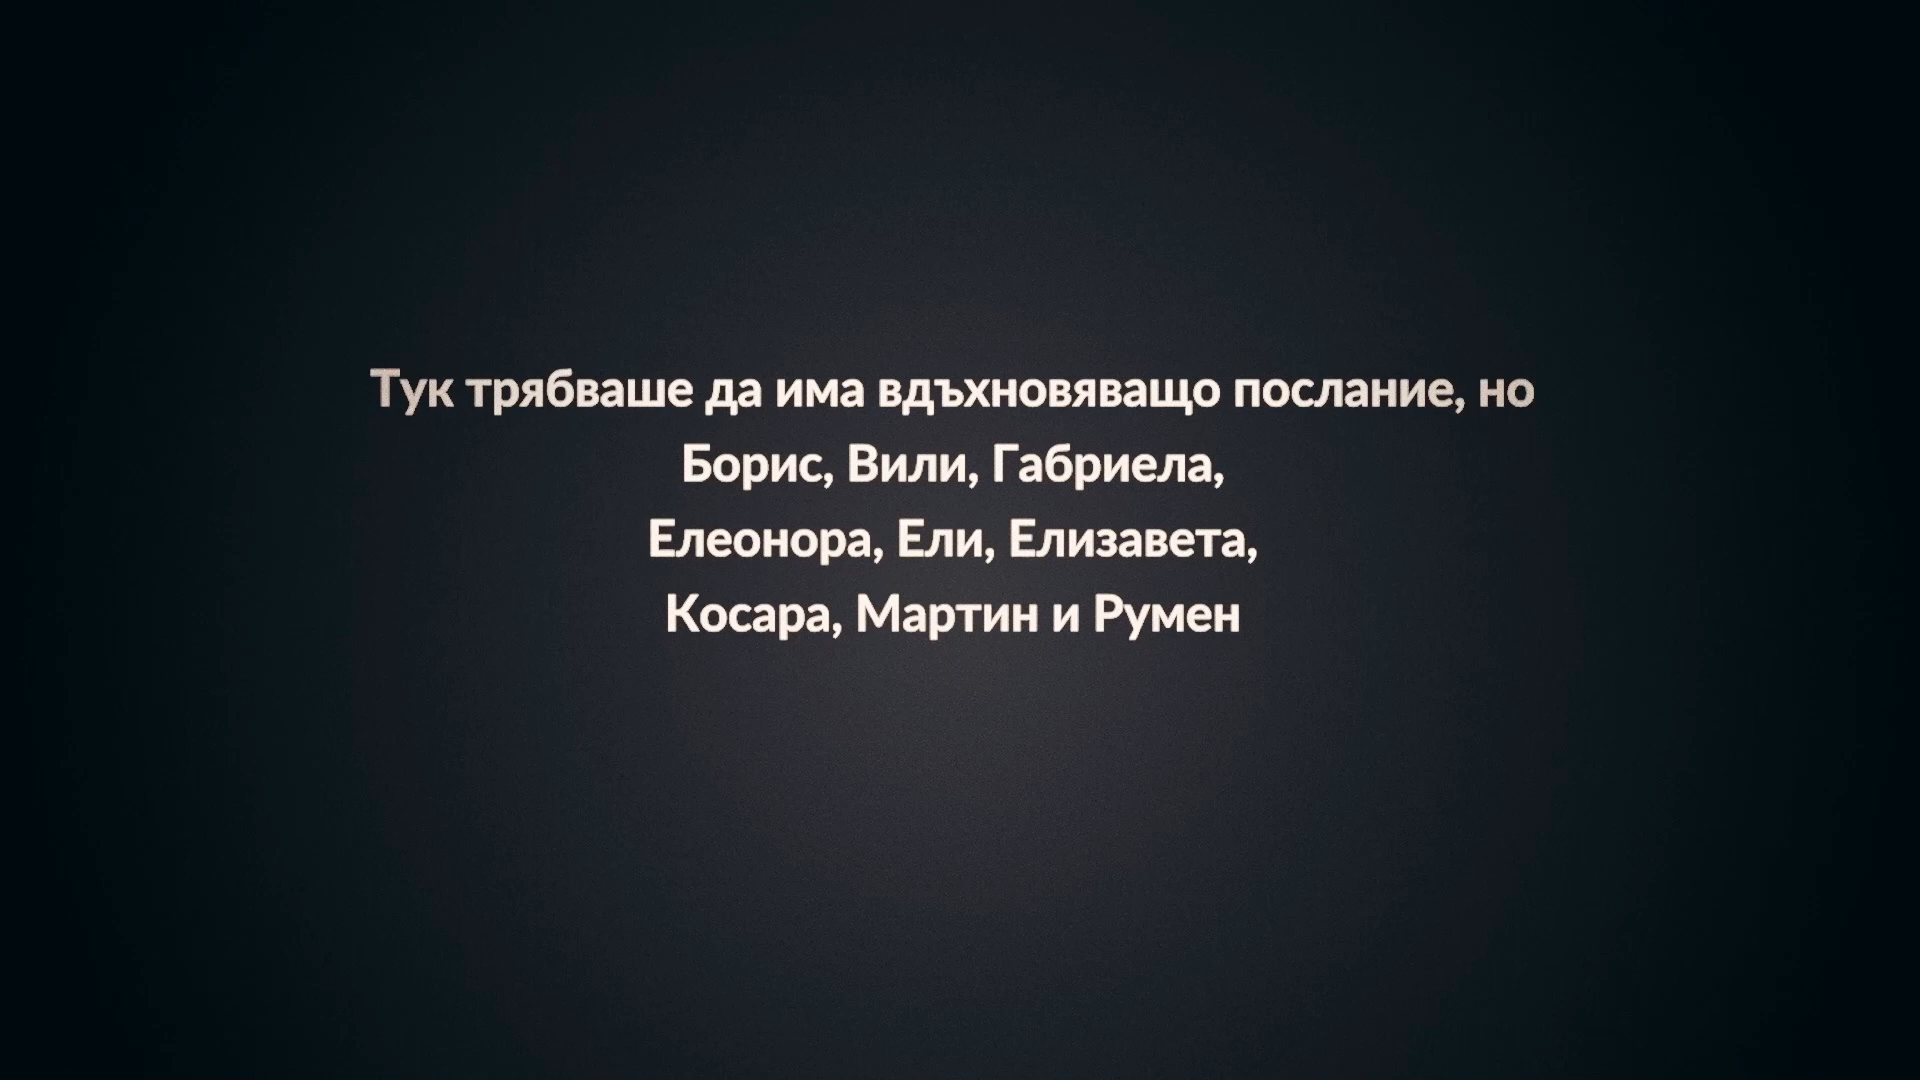 Тук трябваше да има вдъхновяващо послание, но
Борис, Вили, Габриела,
Елеонора, Ели, Елизавета,
Косара, Мартин и Румен